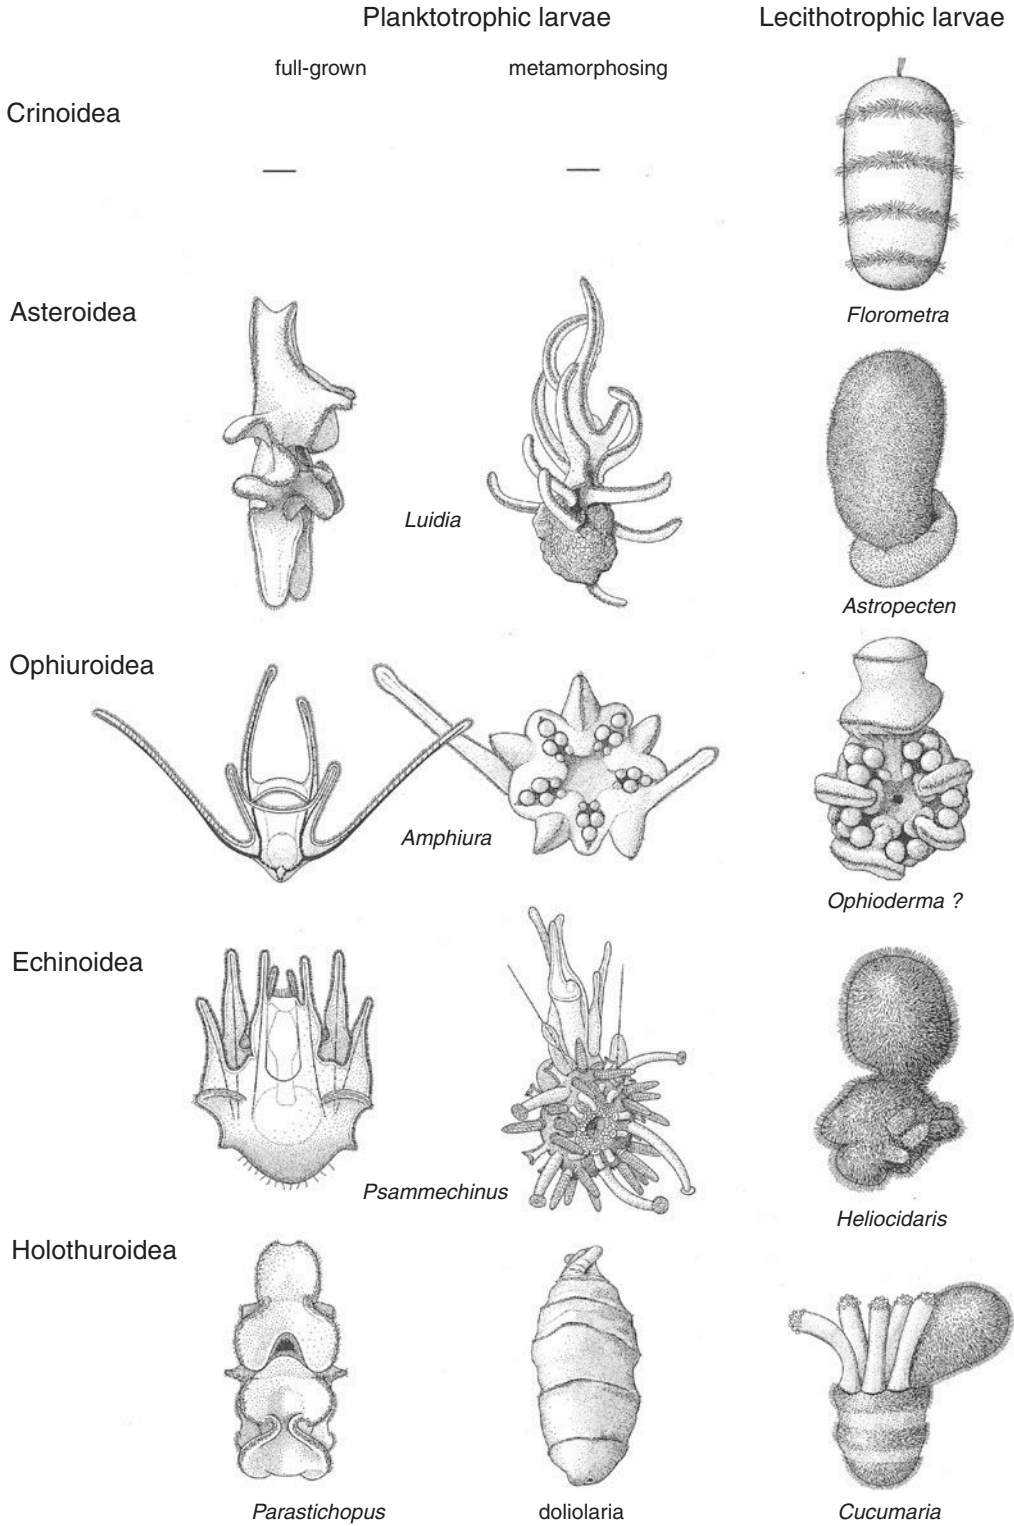 Planktotrophic larvae Lecithotrophic larvae
full-grown metamorphosing
Crinoidea
Florometra
Asteroidea
Luidia
Astropecten
Ophiuroidea
Amphiura
Ophioderma ?
Echinoidea
Psammechinus
Heliocidaris
Holothuroidea
Parastichopus doliolaria Cucumaria